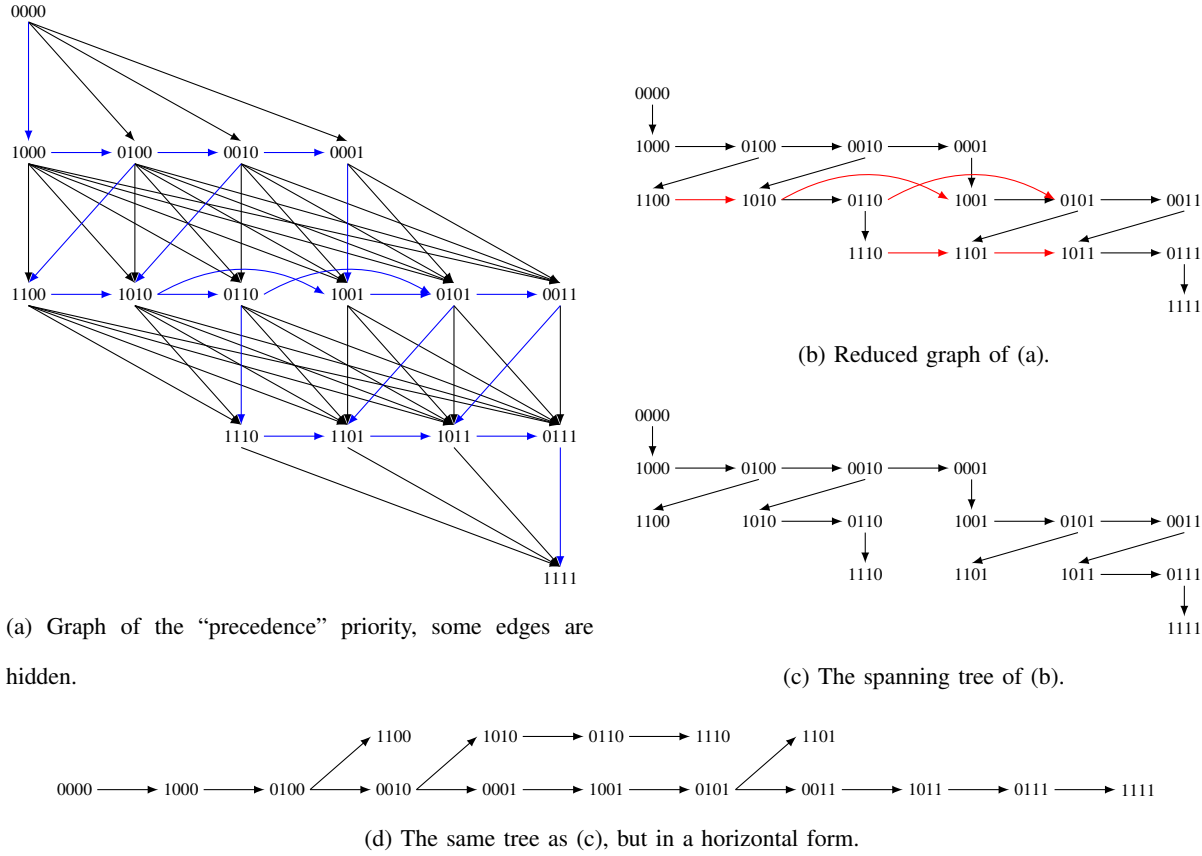 0000
1000 0100 0010 0001
1100 1010 0110 1001 0101 0011
1110 1101 1011 0111
1111
(a) Graph of the “precedence” priority, some edges are
hidden.
0000
1000 0100 0010 0001
1100 1010 0110 1001 0101 0011
1110 1101 1011 0111
1111
(b) Reduced graph of (a).
0000
1000 0100 0010 0001
1100 1010 0110 1001 0101 0011
1110 1101 1011 0111
1111
(c) The spanning tree of (b).
1100 1010 0110 1110 1101
0000 1000 0100 0010 0001 1001 0101 0011 1011 0111 1111
(d) The same tree as (c), but in a horizontal form.